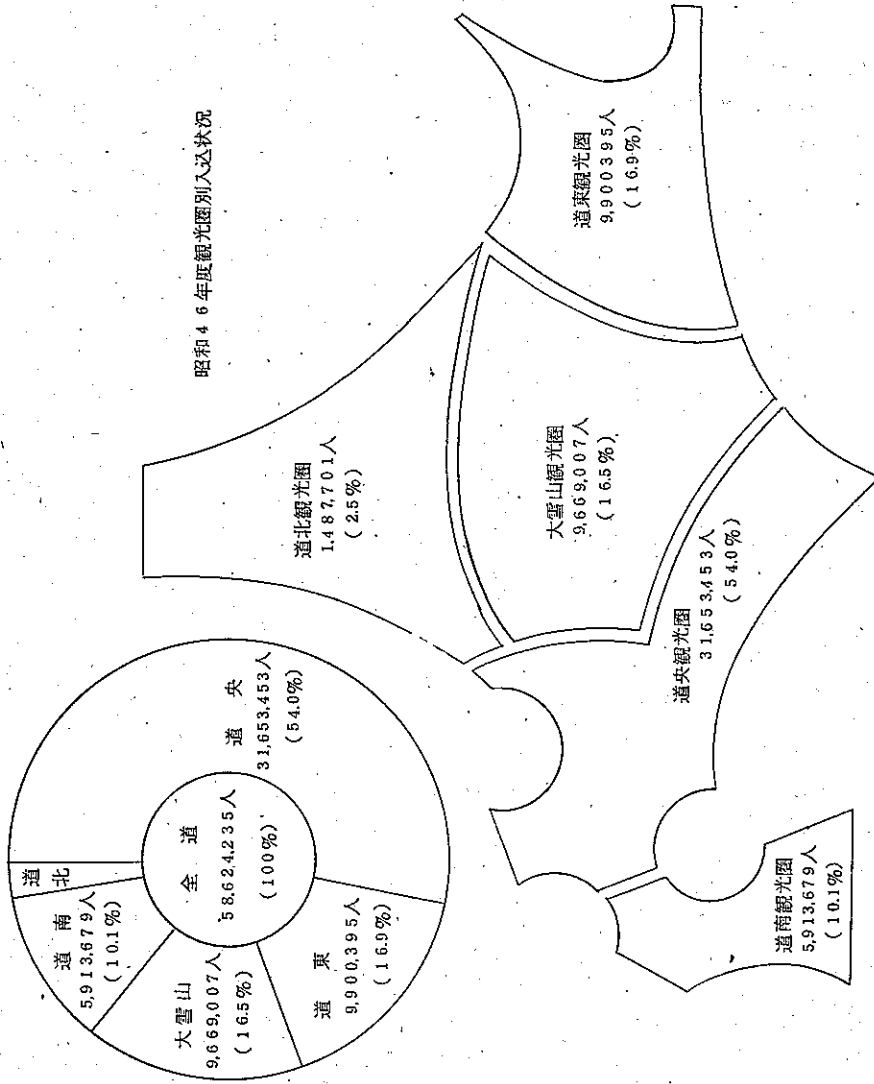 昭和46年度観光圏別入込状況
道央
31,653,453人
(54.0%)
道東
9,900,395人
(16.9%)
大雪山
9,669,007人
(16.5%)
道南
5,913,679人
(10.1%)
道北
全道
58,624,235人
(100%)
道北観光圏
1,487,701人
(2.5%)
道東観光圏
9,900395人
(16.9%)
大雪山観光圏
9,669,007人
(16.5%)
道央観光圏
31,653,453人
(54.0%)
道南観光圏
5,913,679人
(10.1%)